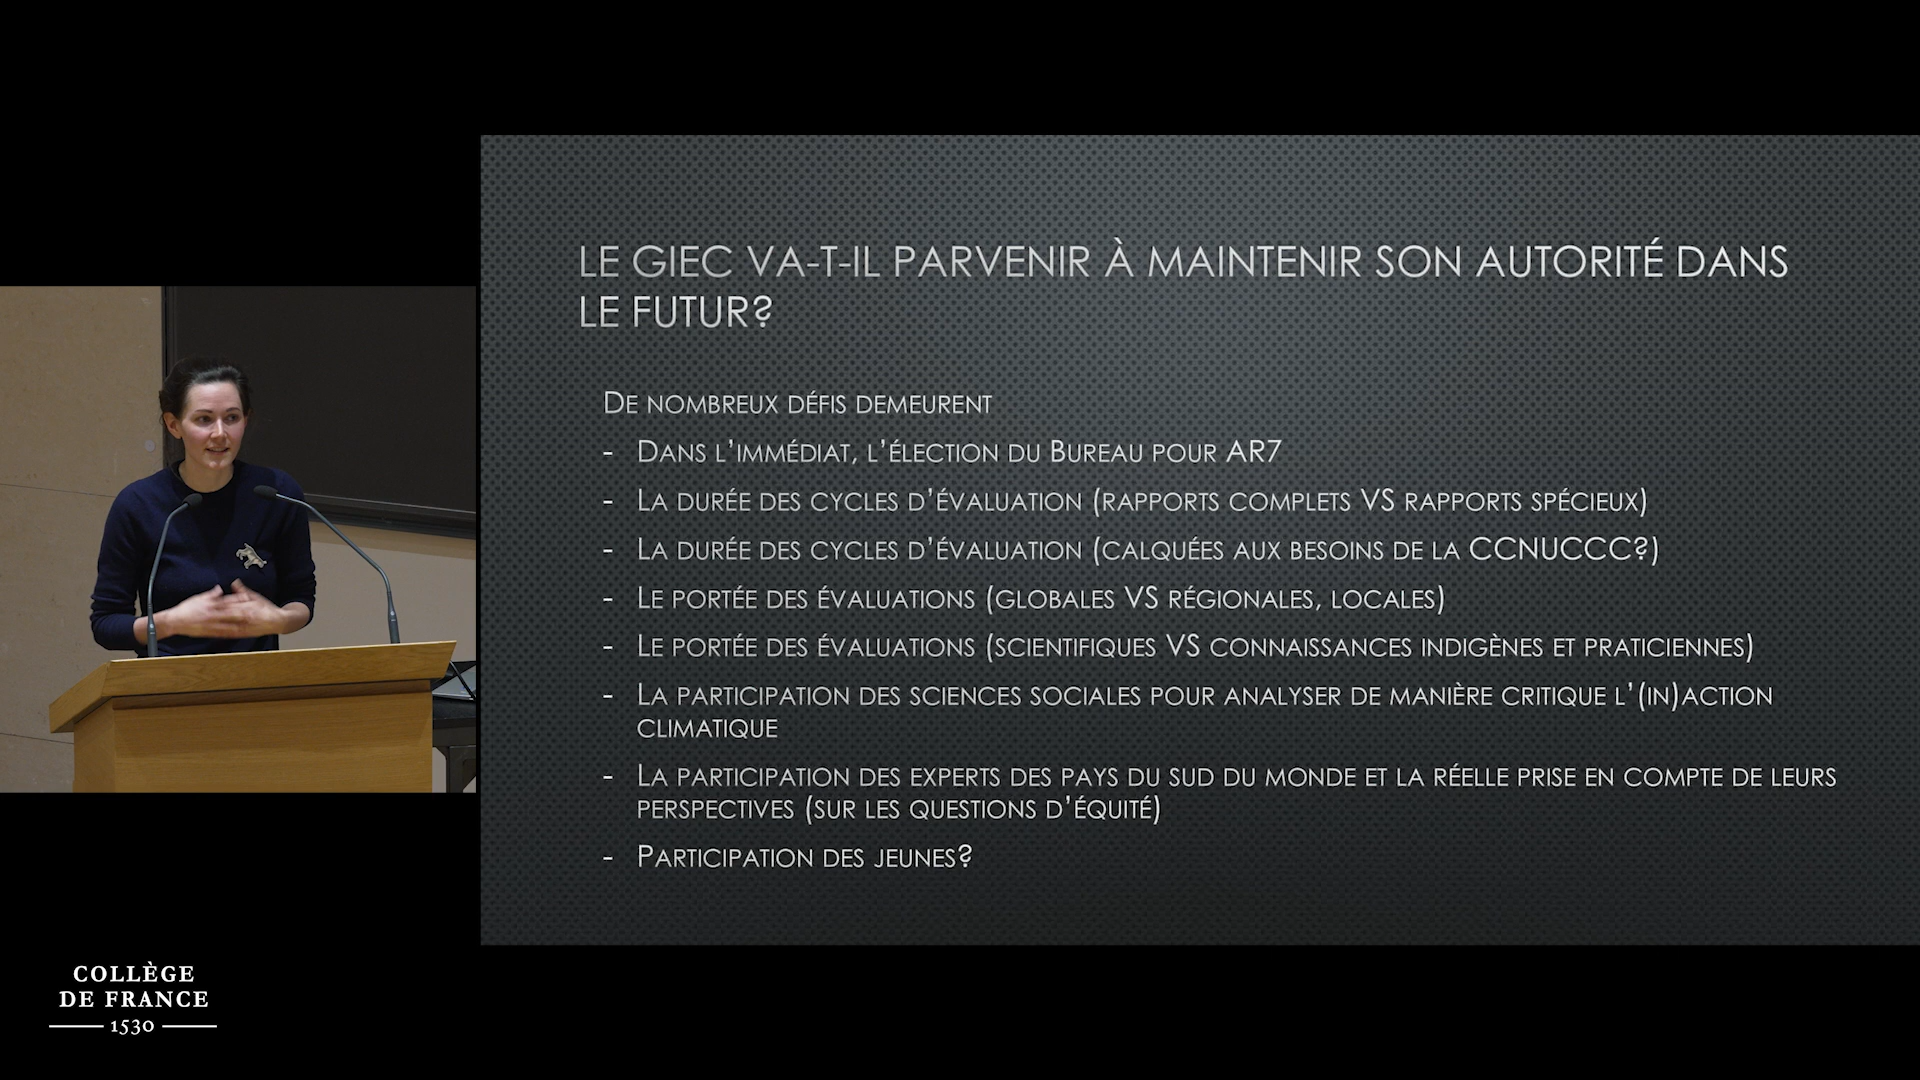 LE GIEC VA-T-IL PARVENIR À MAINTENIR SON AUTORITÉ DANS
LE FUTUR?
DE NOMBREUX DÉFIS DEMEURENT
- DANS L'IMMÉDIAT, L'ÉLECTION DU BUREAU POUR AR7
- LA DURÉE DES CYCLES D'ÉVALUATION (RAPPORTS COMPLETS VS RAPPORTS SPÉCIEUX)
- LA DURÉE DES CYCLES D'ÉVALUATION (CALQUÉES AUX BESOINS DE LA CCNUCCC?)
- LE PORTÉE DES ÉVALUATIONS (GLOBALES VS RÉGIONALES, LOCALES)
- LE PORTÉE DES ÉVALUATIONS (SCIENTIFIQUES VS CONNAISSANCES INDIGÈNES ET PRATICIENNES)
- LA PARTICIPATION DES SCIENCES SOCIALES POUR ANALYSER DE MANIÈRE CRITIQUE L'(IN)ACTION
CLIMATIQUE
- LA PARTICIPATION DES EXPERTS DES PAYS DU SUD DU MONDE ET LA RÉELLE PRISE EN COMPTE DE LEURS
PERSPECTIVES (SUR LES QUESTIONS D'ÉQUITÉ)
- PARTICIPATION DES JEUNES?
COLLÈGE
DE FRANCE
1530